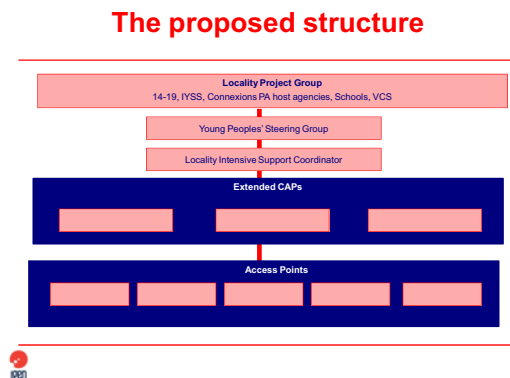 The proposed structure
Locality Project Group
14-19, IYSS, Connexions PA host agencies, Schools, VCS
Young Peoples' Steering Group
Locality Intensive Support Coordinator
Extended CAPs
Access Points